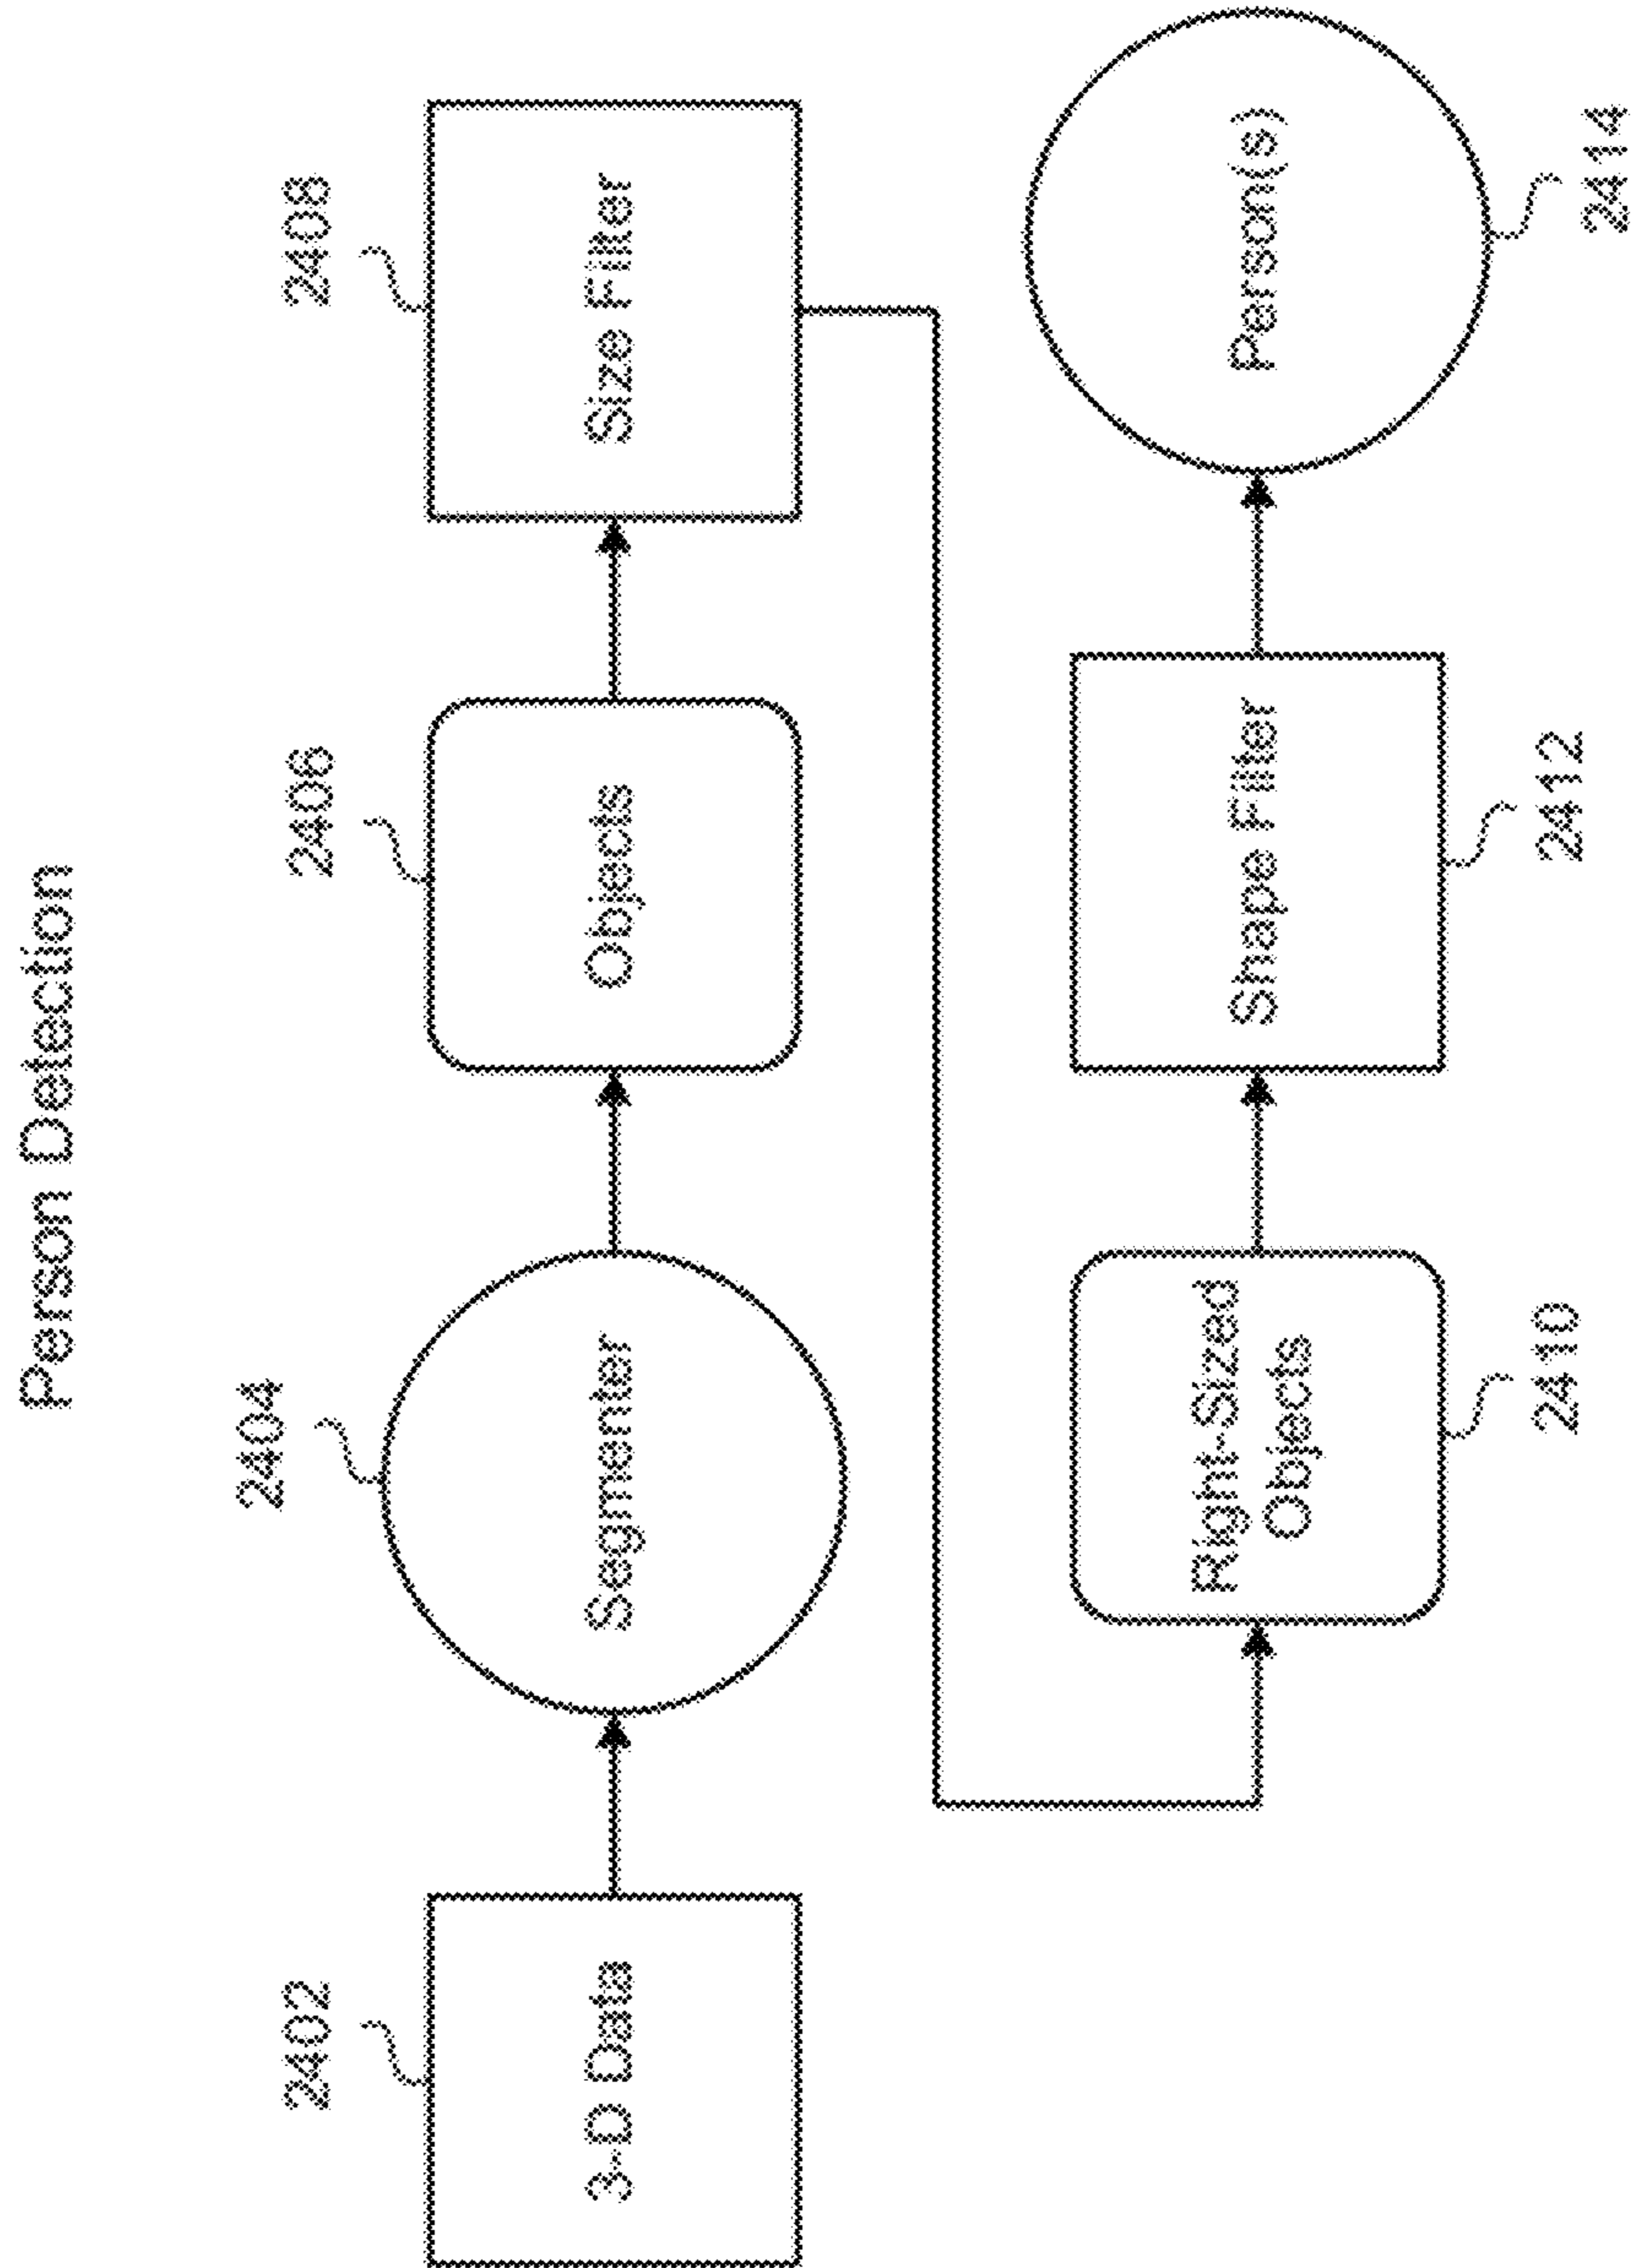 Person Detection
2402
3-D Data
2404
Segmenter
2406
Objects
2408
Size Filter
2410
Right-Sized
Objects
2412
Shape Filter
2414
Person(s)